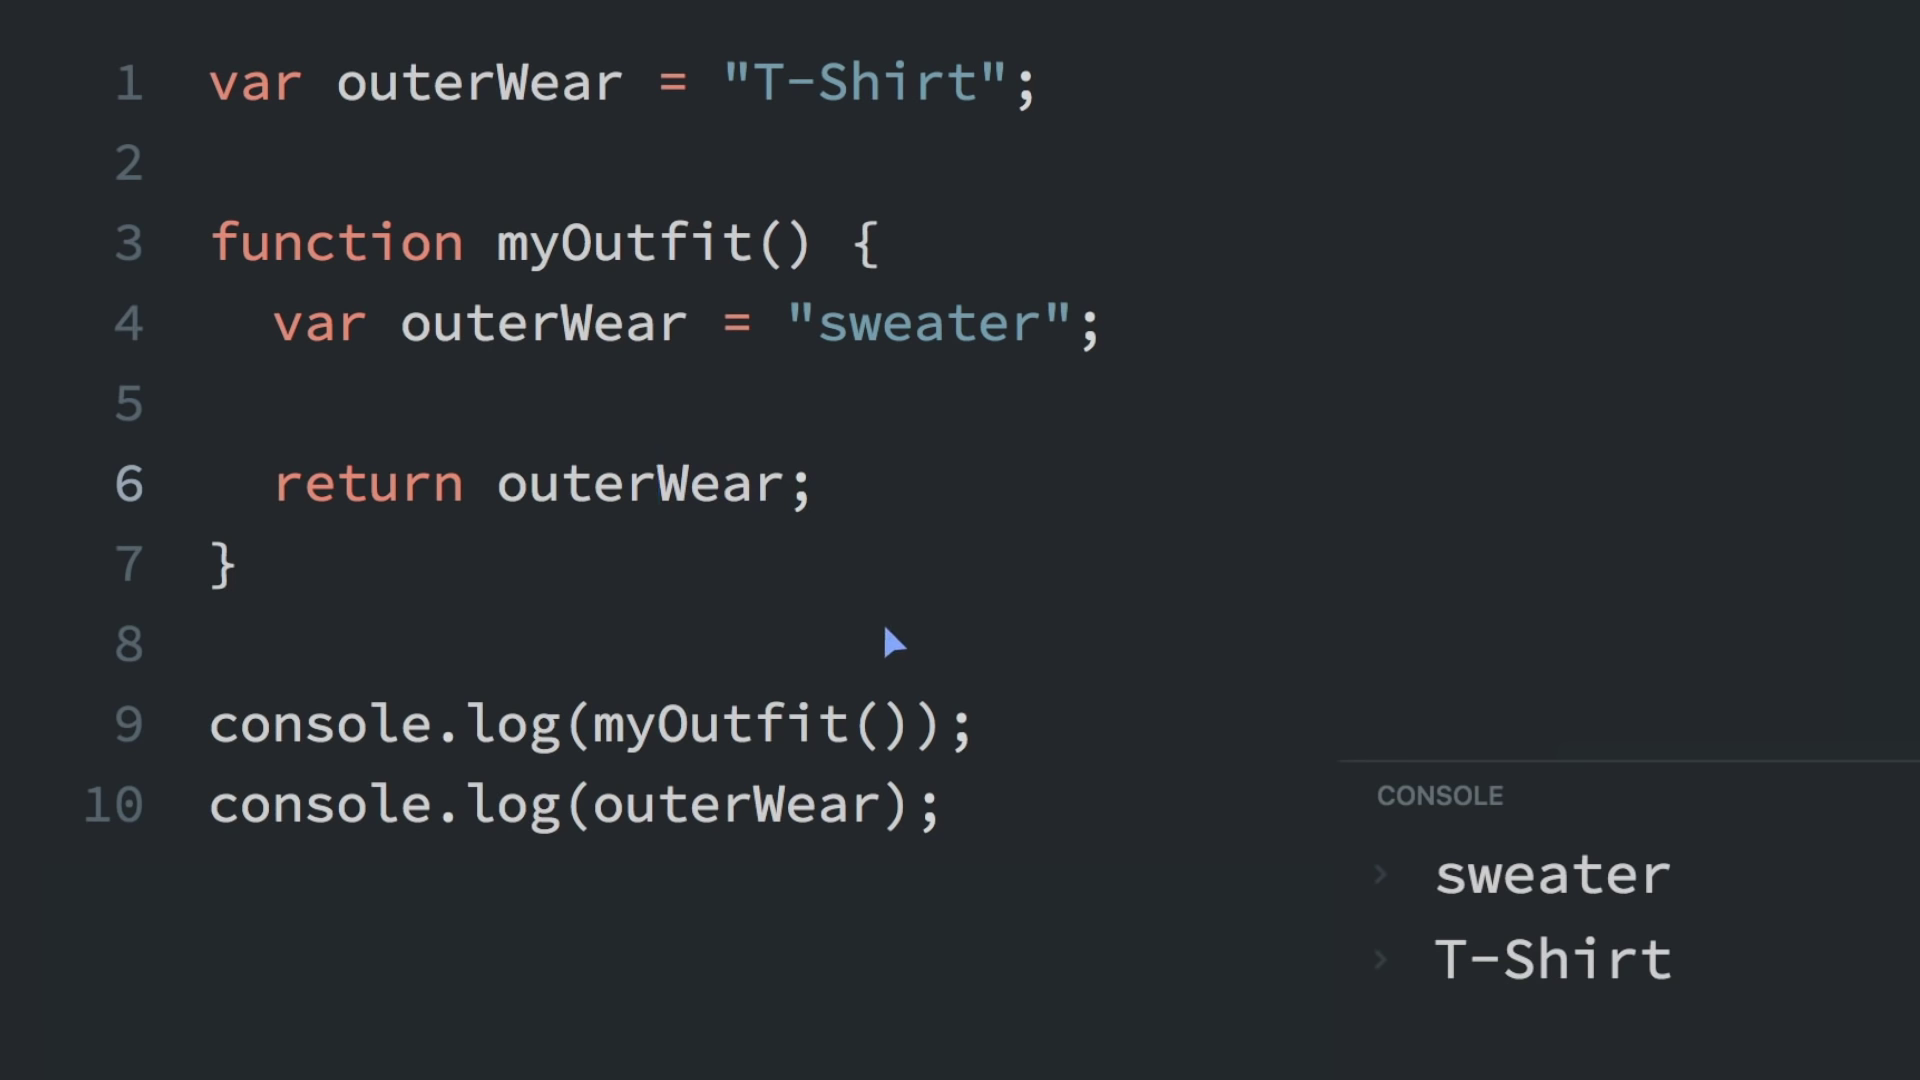 1 var outerWear = "T-Shirt";
2
3 function myOutfit() {
4   var outerWear = "sweater";
5
6   return outerWear;
7 }
8
9 console.log(myOutfit());
10 console.log(outerWear);
CONSOLE
› sweater
› T-Shirt